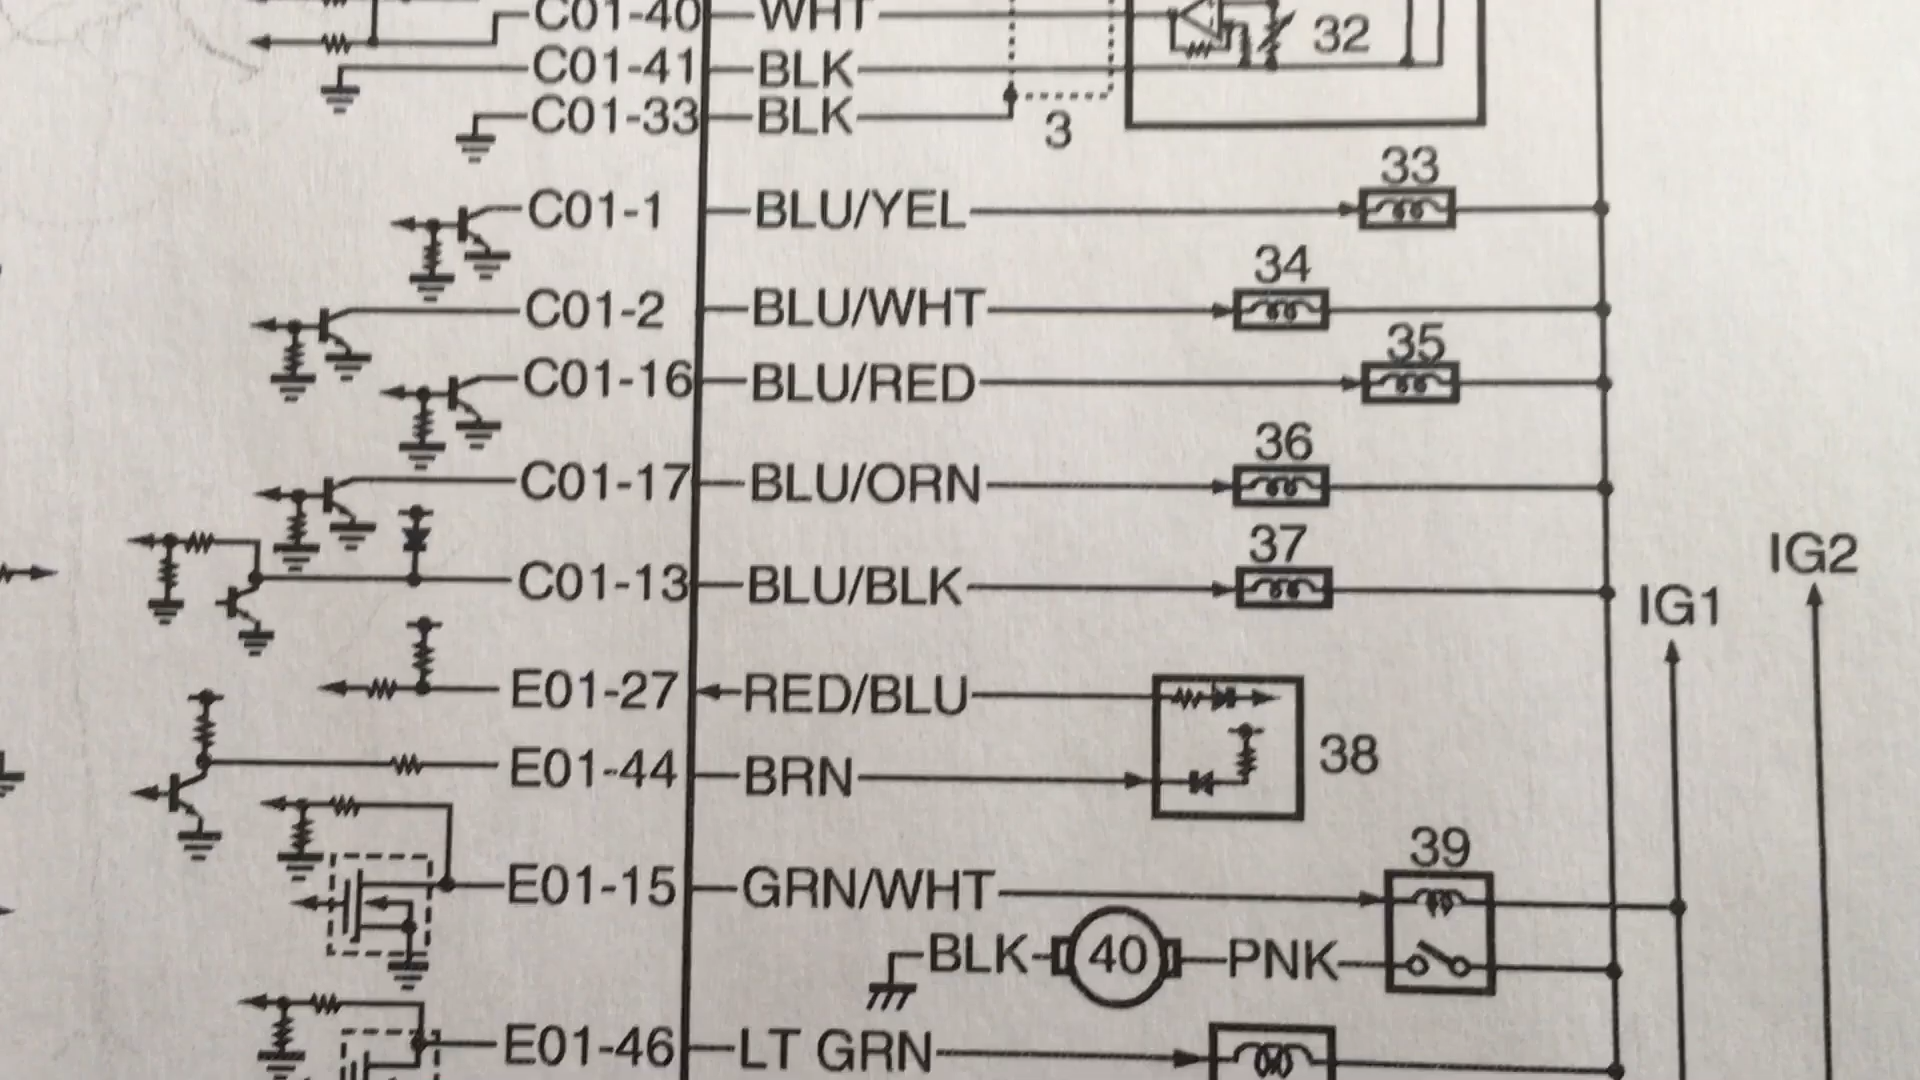 C01-40 WHT
32
C01-41 BLK
C01-33 BLK
3
33
C01-1 BLU/YEL
34
C01-2 BLU/WHT
35
C01-16 BLU/RED
36
C01-17 BLU/ORN
37
IG2
C01-13 BLU/BLK
IG1
E01-27 RED/BLU
38
E01-44 BRN
39
E01-15 GRN/WHT
BLK 40 PNK
E01-46 LT GRN